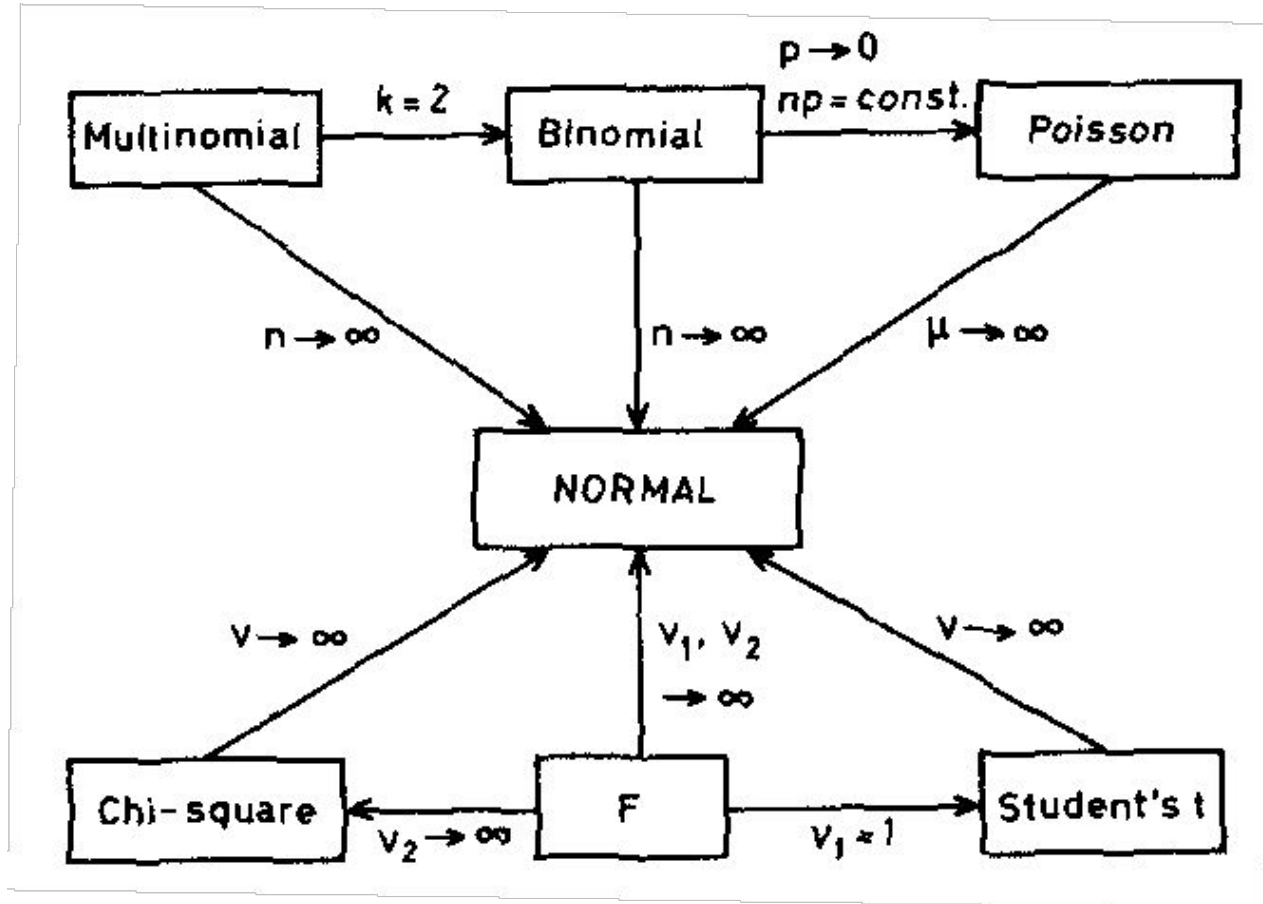 p → 0
k = 2
np = const.
Multinomial
Binomial
Poisson
n → ∞
n → ∞
μ → ∞
NORMAL
ν → ∞
ν₁, ν₂
→ ∞
ν → ∞
Chi-square
F
Student's t
ν₂ → ∞
ν₁ = 1